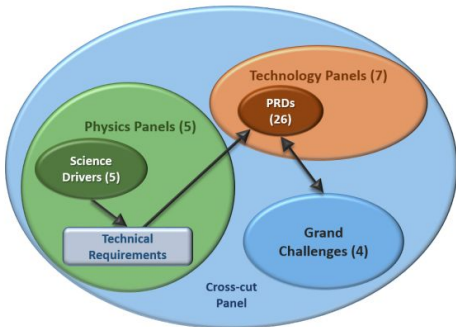 Technology Panels (7)
PRDs
(26)
Physics Panels (5)
Science
Drivers (5)
Technical
Requirements
Grand
Challenges (4)
Cross-cut
Panel